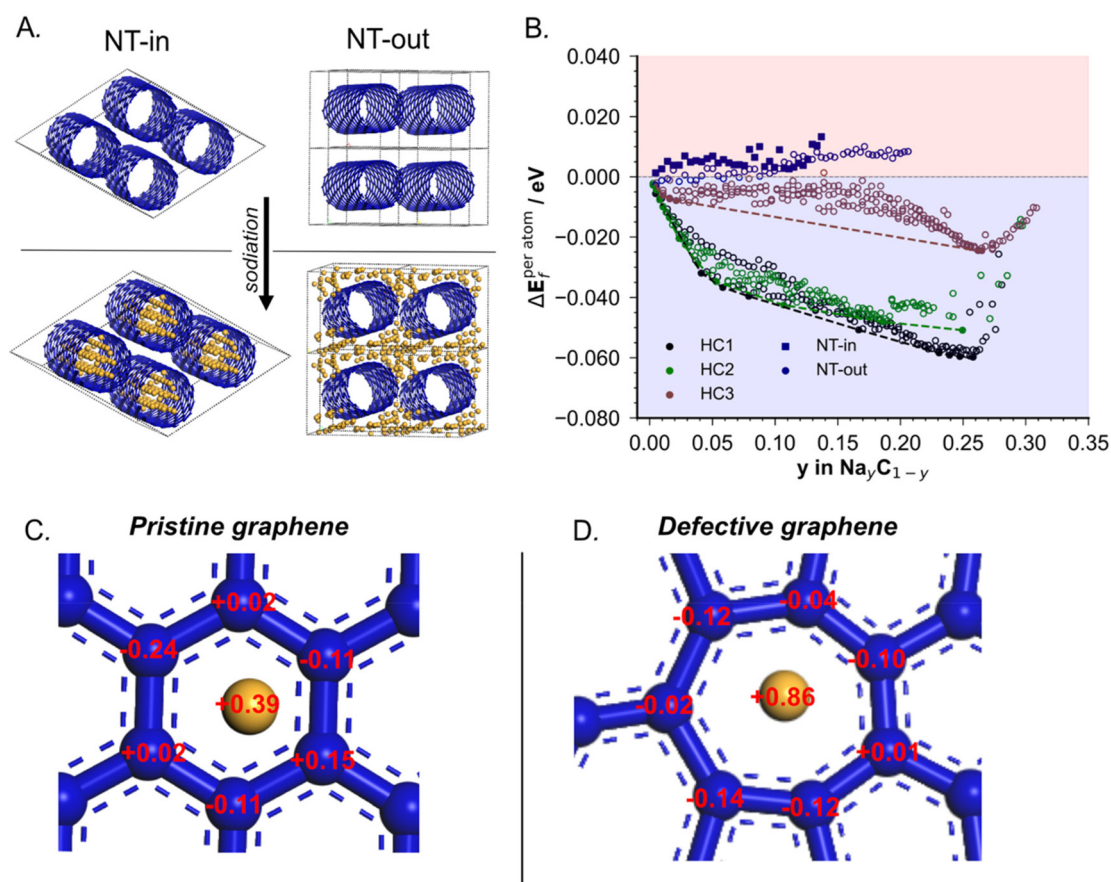 A.
NT-in
NT-out
sodiation
B.
ΔE_f^{per atom} / eV
0.040
0.020
0.000
−0.020
−0.040
−0.060
−0.080
HC1
HC2
HC3
NT-in
NT-out
0.00 0.05 0.10 0.15 0.20 0.25 0.30 0.35
y in Na_yC_{1−y}
C.
Pristine graphene
+0.02
-0.24
-0.11
+0.39
+0.02
+0.15
-0.11
D.
Defective graphene
-0.04
-0.12
-0.10
+0.86
-0.02
+0.01
-0.14
-0.12